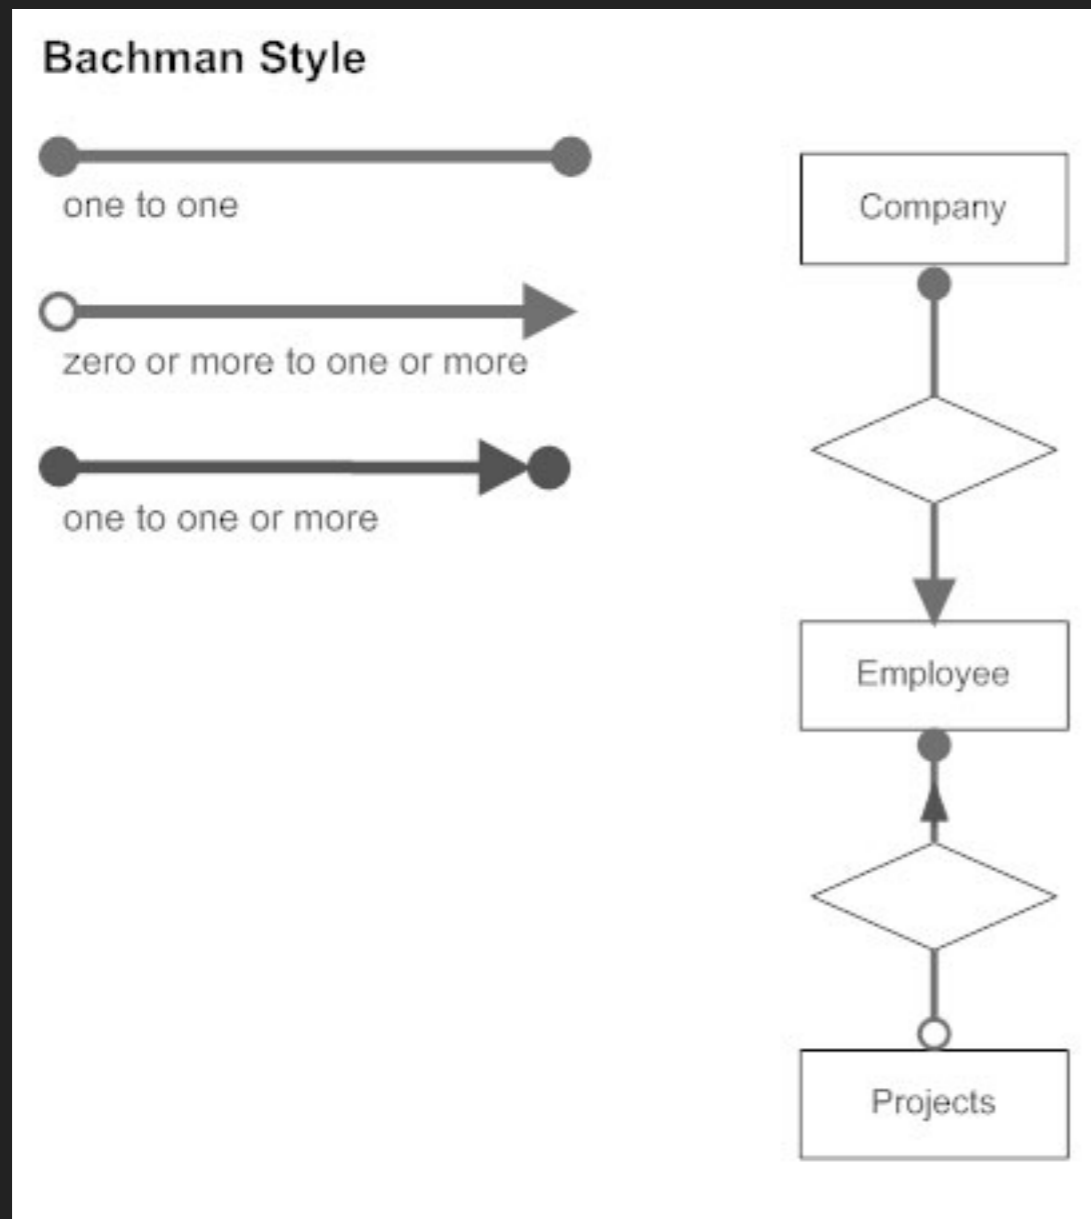 Bachman Style
one to one
zero or more to one or more
one to one or more
Company
Employee
Projects